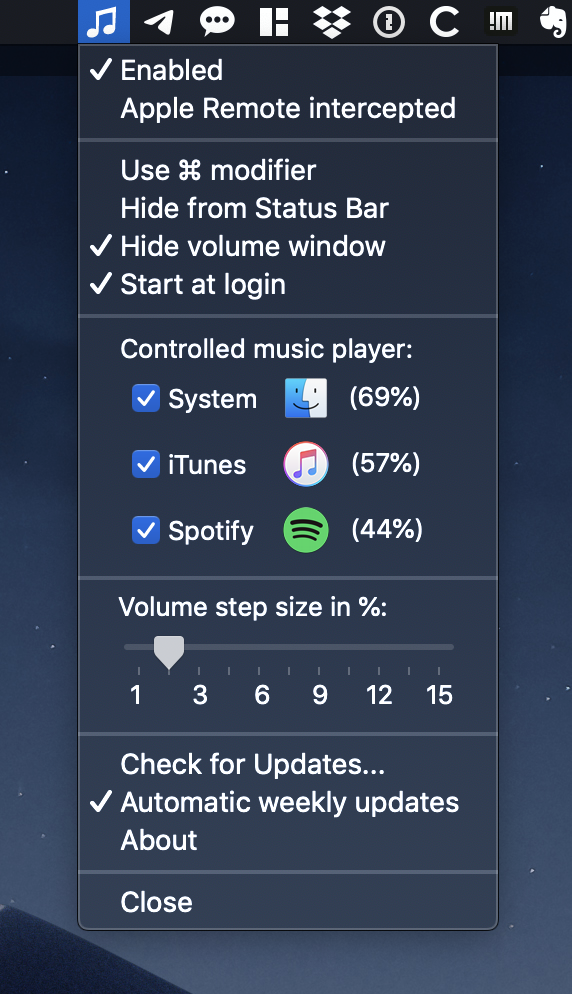 !M
✓ Enabled
Apple Remote intercepted
Use ⌘ modifier
Hide from Status Bar
✓ Hide volume window
✓ Start at login
Controlled music player:
System (69%)
iTunes (57%)
Spotify (44%)
Volume step size in %:
1 3 6 9 12 15
Check for Updates...
✓ Automatic weekly updates
About
Close